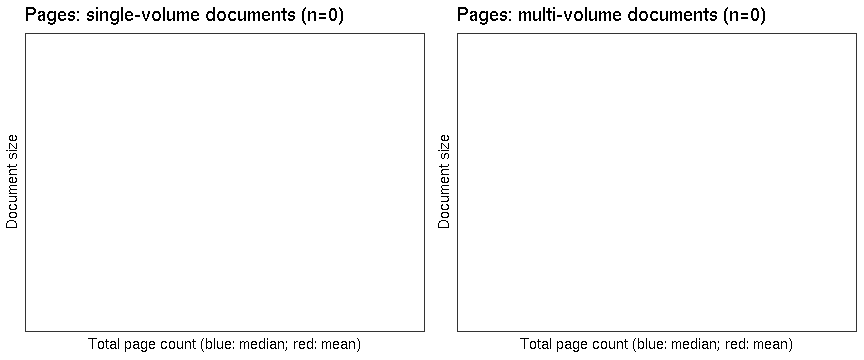 Pages: single-volume documents (n=0)
Document size
Total page count (blue: median; red: mean)
Pages: multi-volume documents (n=0)
Document size
Total page count (blue: median; red: mean)